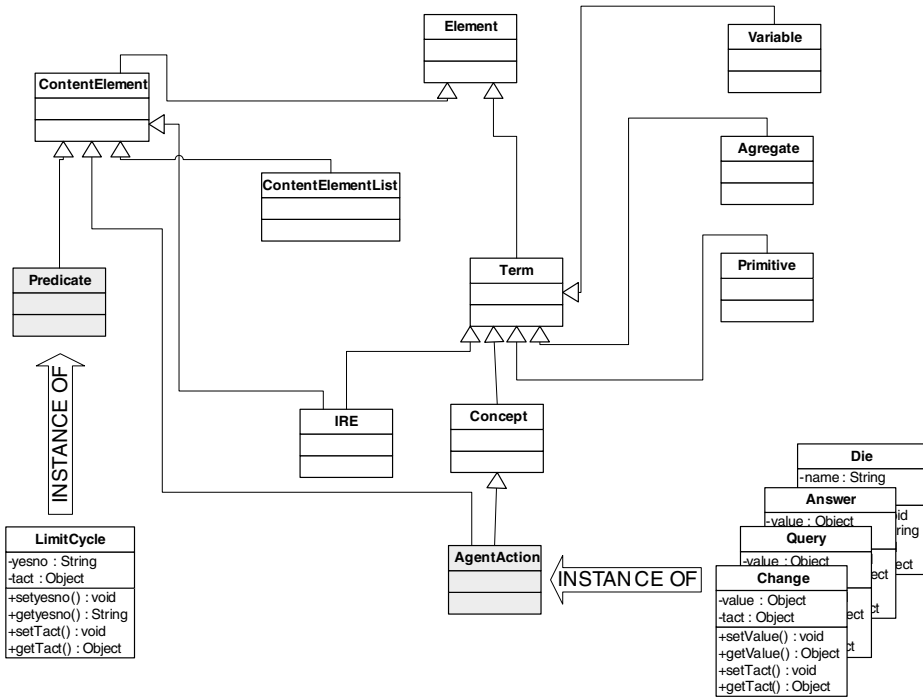 Element
Variable
ContentElement
Agregate
ContentElementList
Term
Primitive
Predicate
INSTANCE OF
IRE
Concept
LimitCycle
-yesno : String
-tact : Object
+setyesno() : void
+getyesno() : String
+setTact() : void
+getTact() : Object
AgentAction
INSTANCE OF
Die
-name : String
Answer
-value : Object
Query
-value : Object
Change
-value : Object
-tact : Object
+setValue() : void
+getValue() : Object
+setTact() : void
+getTact() : Object